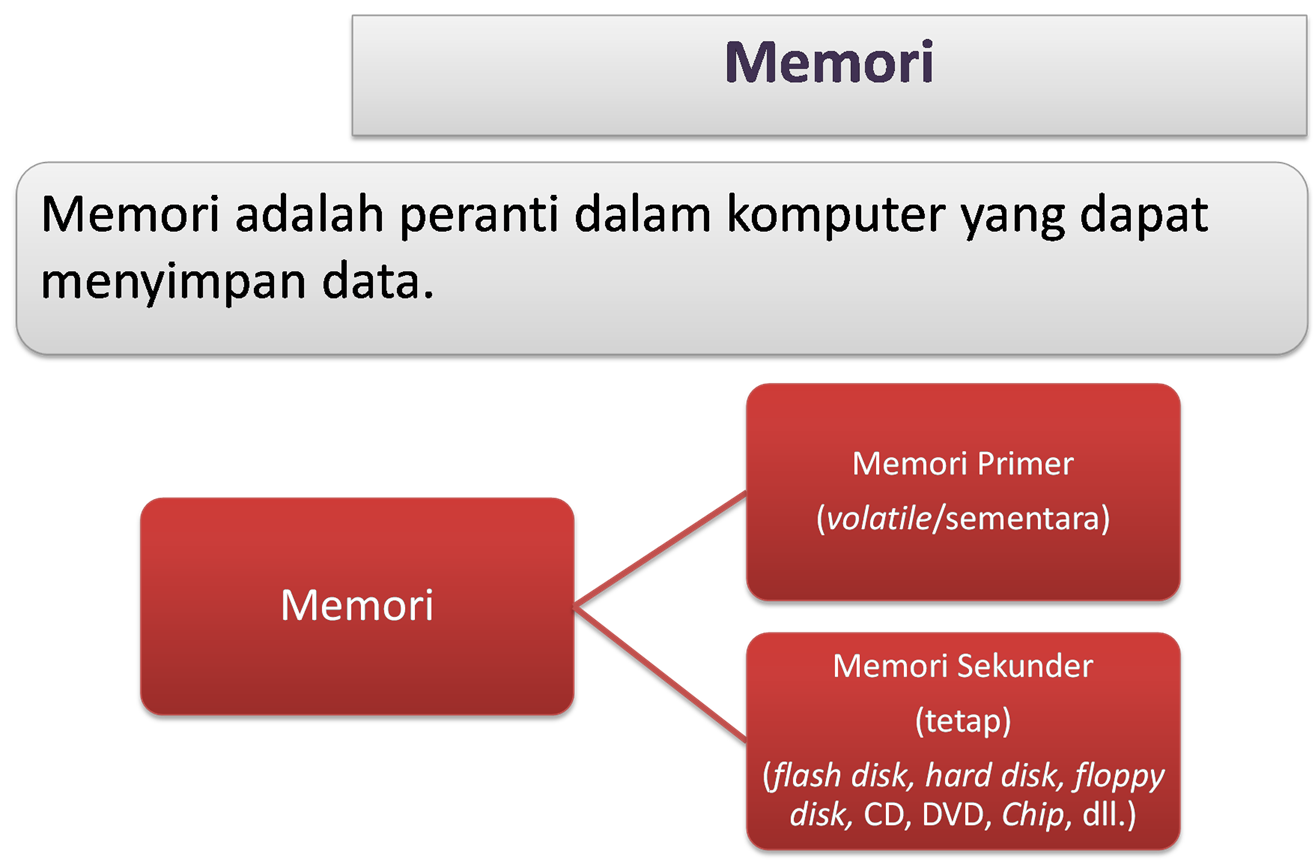 Memori
Memori adalah peranti dalam komputer yang dapat
menyimpan data.
Memori
Memori Primer
(volatile/sementara)
Memori Sekunder
(tetap)
(flash disk, hard disk, floppy
disk, CD, DVD, Chip, dll.)